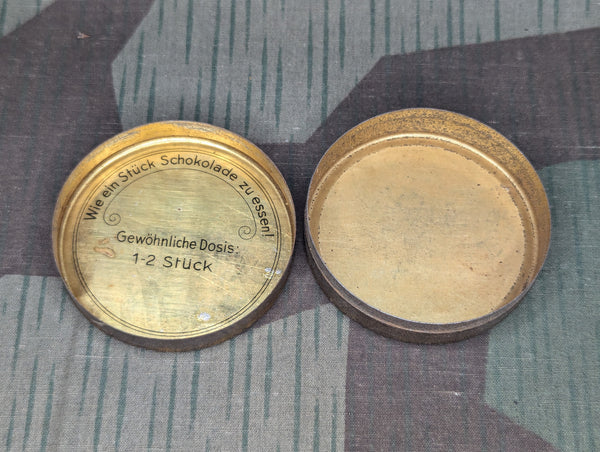 Wie ein Stück Schokolade zu essen!
Gewöhnliche Dosis:
1-2 Stück